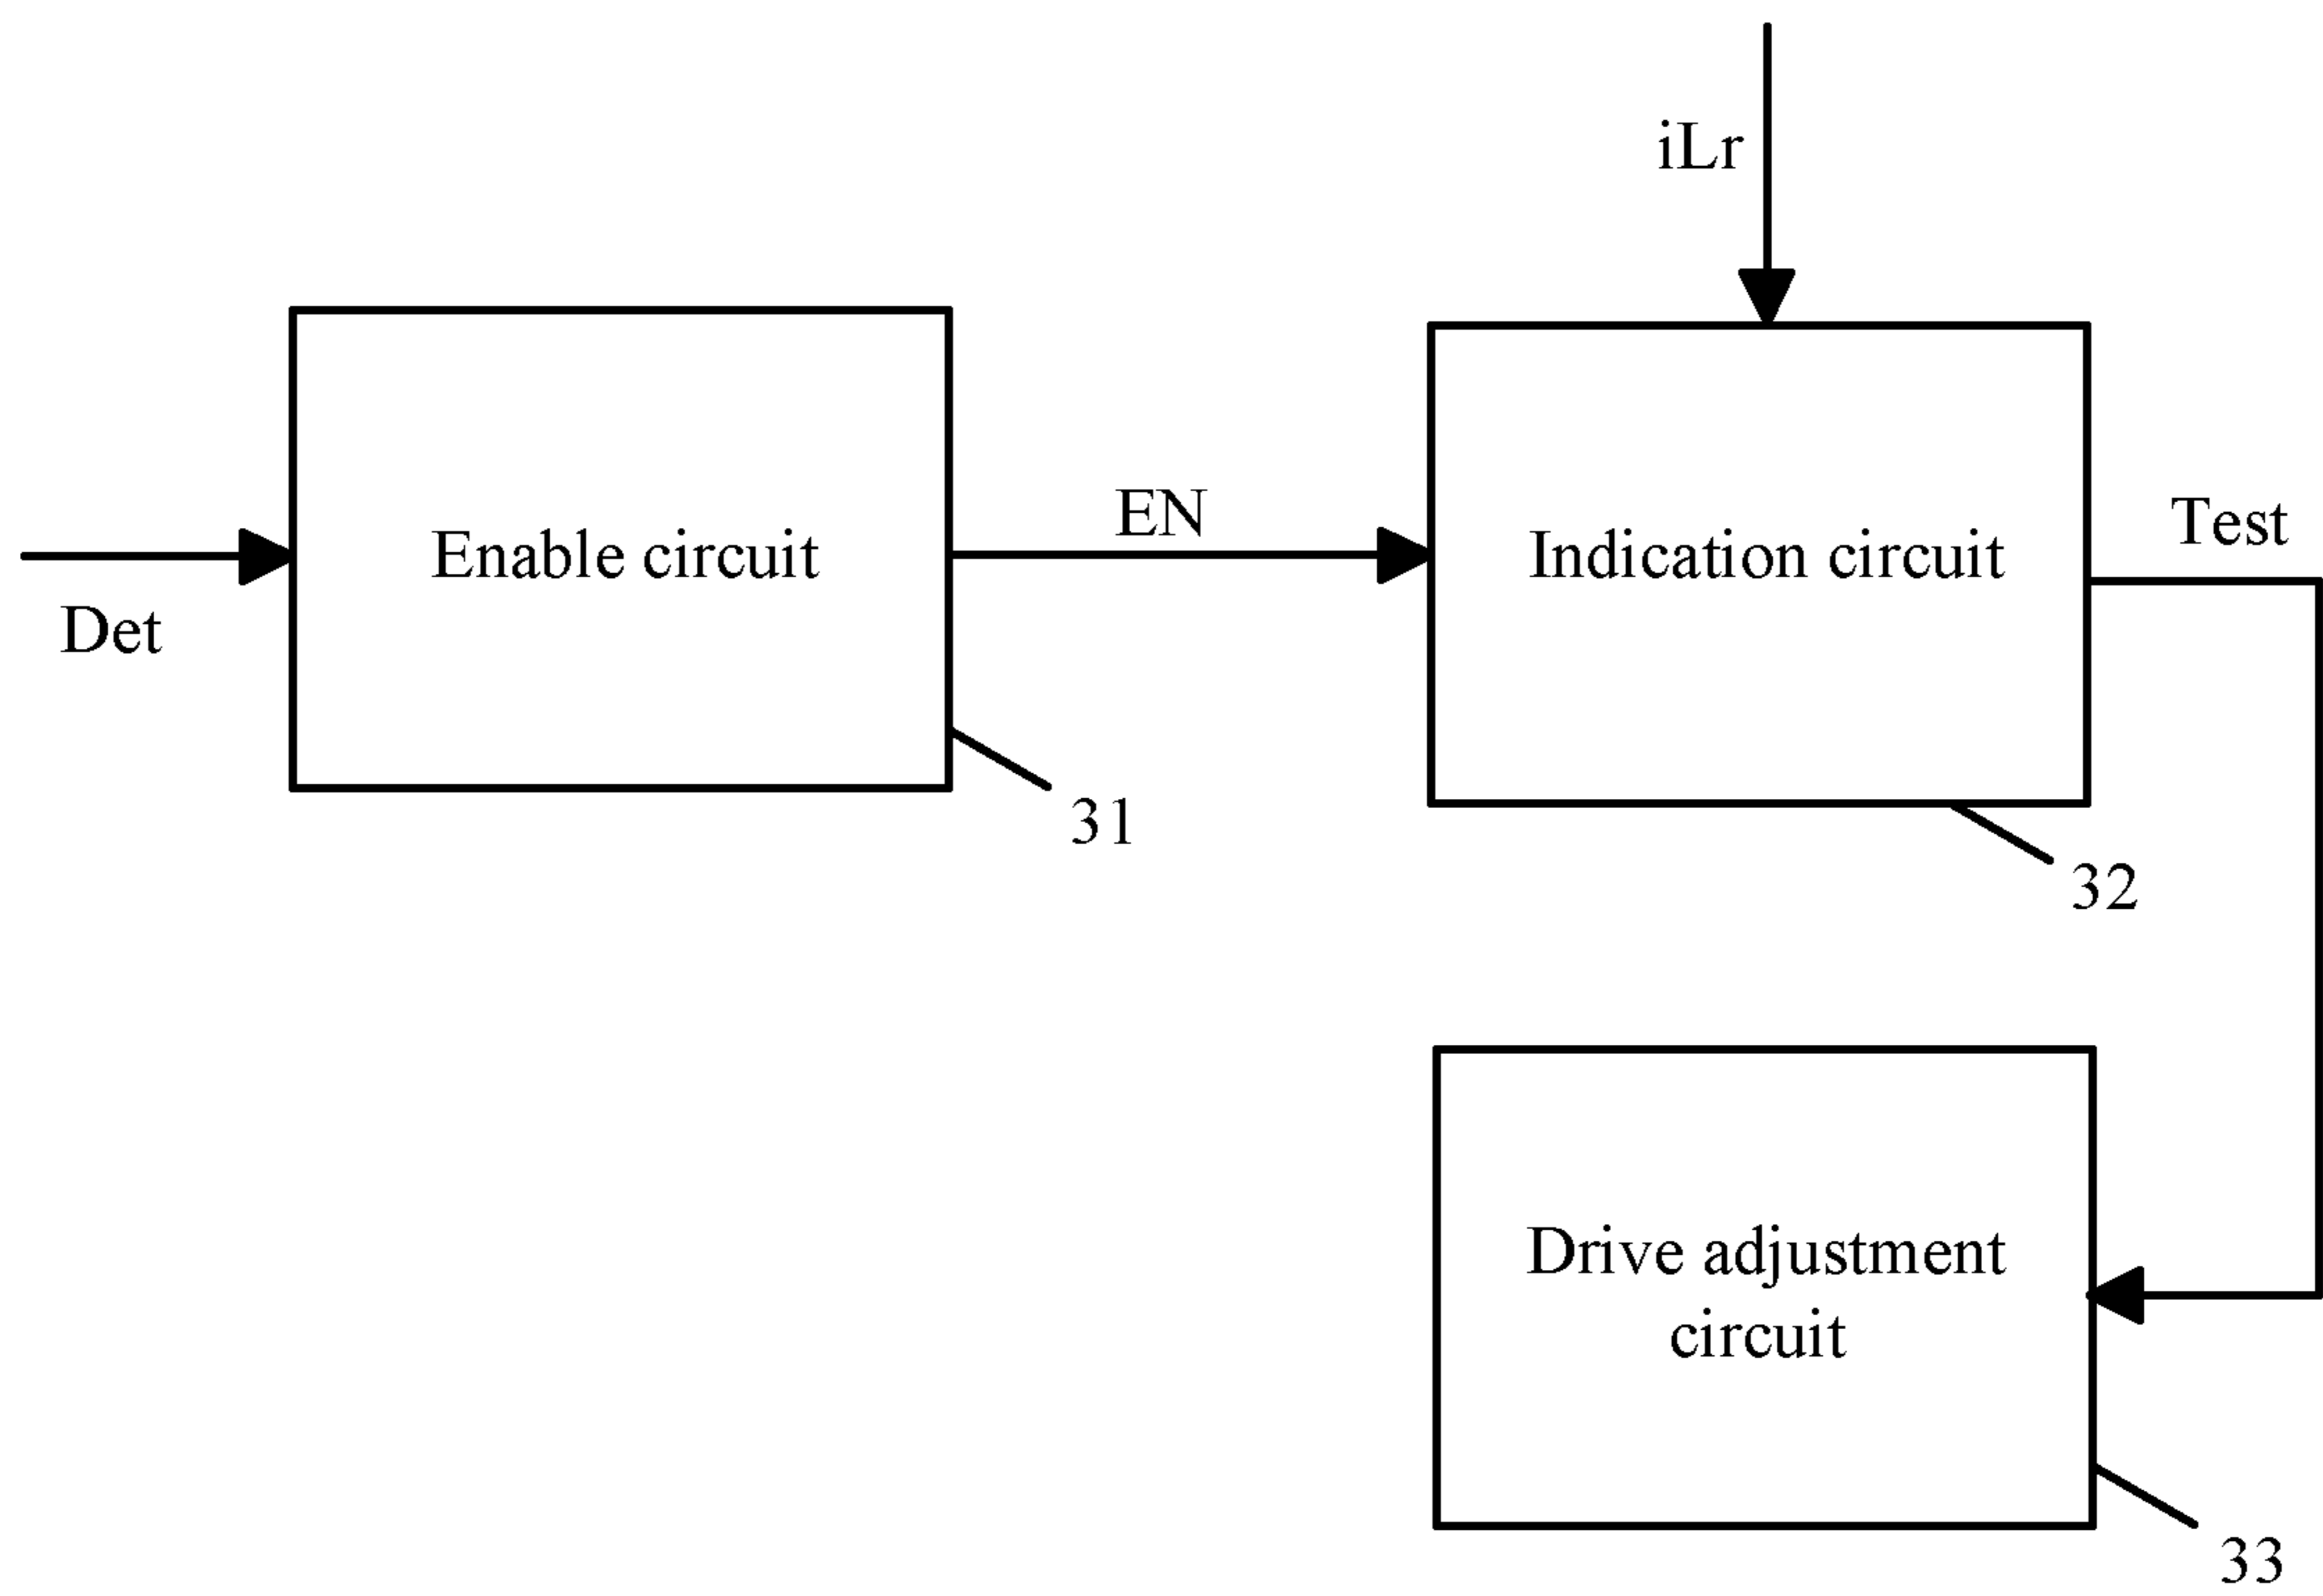 iLr
EN
Test
Enable circuit
Indication circuit
Det
31
32
Drive adjustment
circuit
33